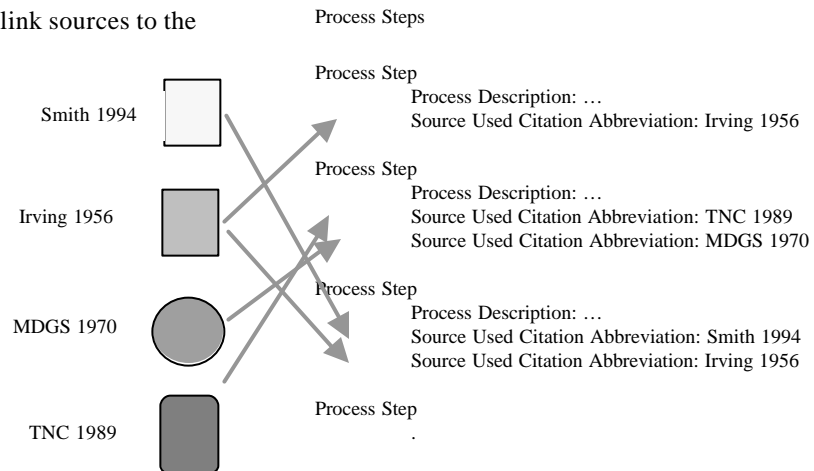 link sources to the
Process Steps
Smith 1994
Irving 1956
MDGS 1970
TNC 1989
Process Step
Process Description: …
Source Used Citation Abbreviation: Irving 1956
Process Step
Process Description: …
Source Used Citation Abbreviation: TNC 1989
Source Used Citation Abbreviation: MDGS 1970
Process Step
Process Description: …
Source Used Citation Abbreviation: Smith 1994
Source Used Citation Abbreviation: Irving 1956
Process Step
.